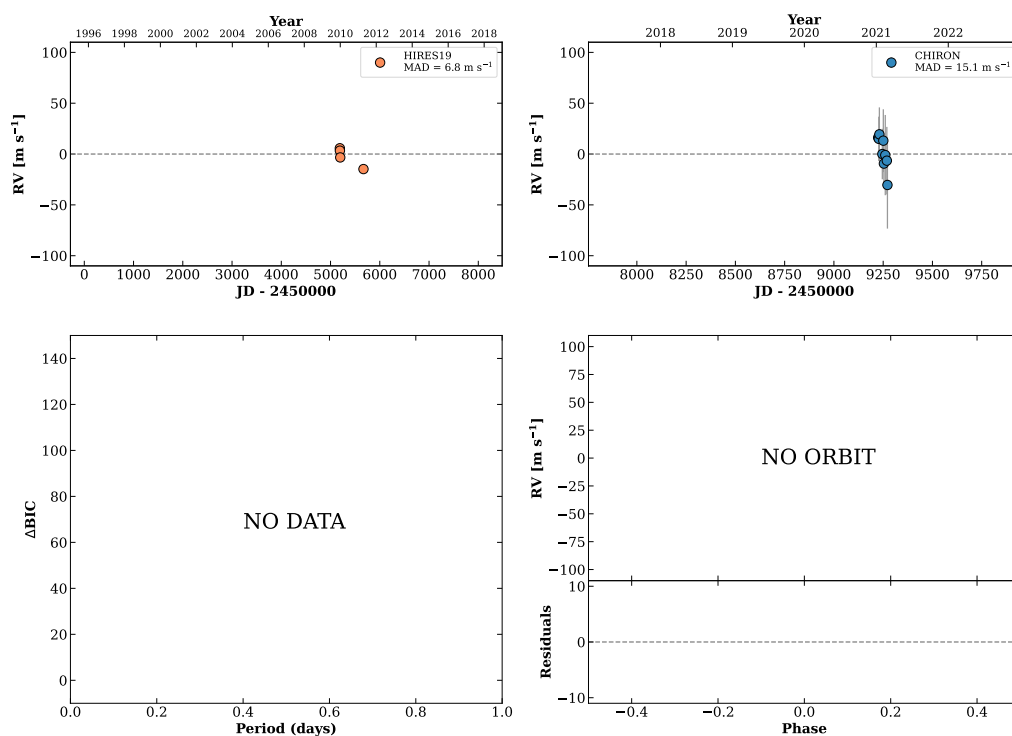 Year
1996 1998 2000 2002 2004 2006 2008 2010 2012 2014 2016 2018
HIRES19
MAD = 6.8 m s⁻¹
100
50
0
−50
−100
RV [m s⁻¹]
0 1000 2000 3000 4000 5000 6000 7000 8000
JD - 2450000
Year
2018 2019 2020 2021 2022
CHIRON
MAD = 15.1 m s⁻¹
100
50
0
−50
−100
RV [m s⁻¹]
8000 8250 8500 8750 9000 9250 9500 9750
JD - 2450000
140
120
100
80
60
40
20
0
ΔBIC
NO DATA
0.0 0.2 0.4 0.6 0.8 1.0
Period (days)
100
75
50
25
0
−25
−50
−75
−100
RV [m s⁻¹]
NO ORBIT
10
0
−10
Residuals
−0.4 −0.2 0.0 0.2 0.4
Phase